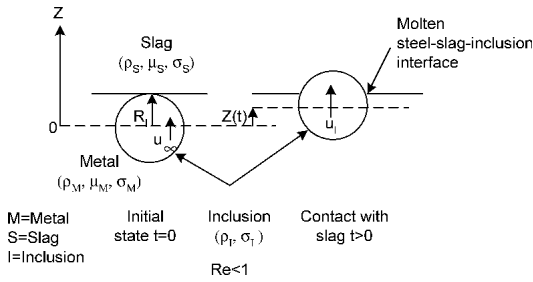 Z
Molten
steel-slag-inclusion
interface
Slag
(ρS, μS, σS)
RI
Z(t)
0
u∞
uI
Metal
(ρM, μM, σM)
M=Metal
S=Slag
I=Inclusion
Initial
state t=0
Inclusion
(ρI, σI)
Re<1
Contact with
slag t>0